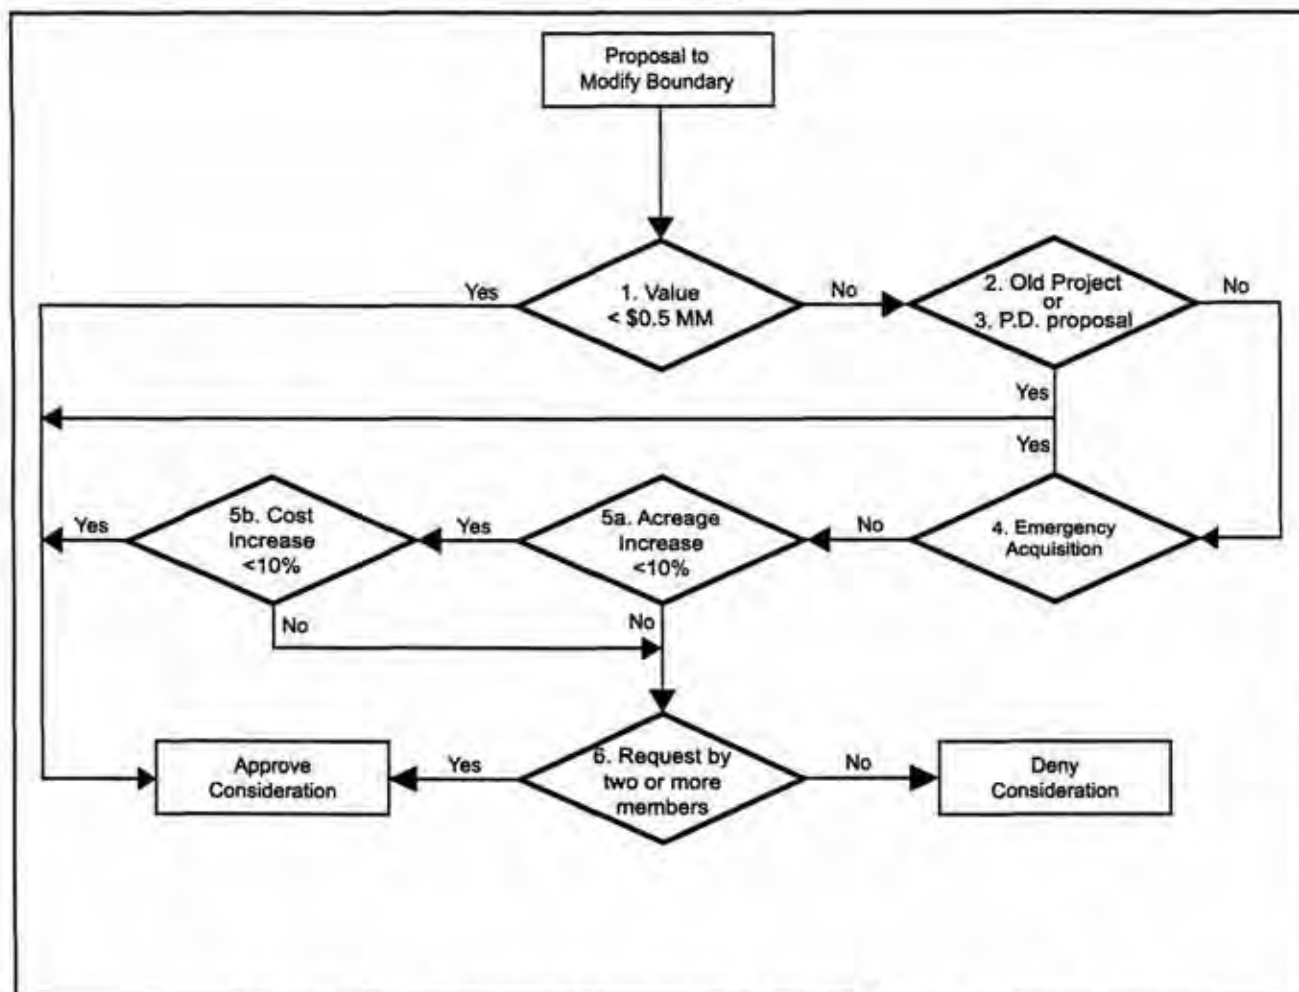 Proposal to
Modify Boundary
Yes
1. Value
< $0.5 MM
No
2. Old Project
or
3. P.D. proposal
No
Yes
Yes
Yes
5b. Cost
Increase
<10%
Yes
5a. Acreage
Increase
<10%
No
4. Emergency
Acquisition
No
No
Approve
Consideration
Yes
6. Request by
two or more
members
No
Deny
Consideration